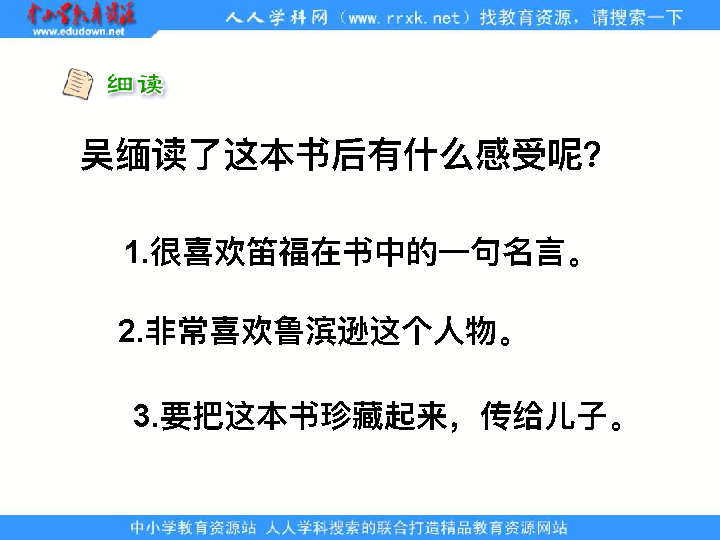 中小学教育资源
www.edudown.net
人人学科网（www.rrxk.net）找教育资源，请搜索一下
细读
吴缅读了这本书后有什么感受呢?
1.很喜欢笛福在书中的一句名言。
2.非常喜欢鲁滨逊这个人物。
3.要把这本书珍藏起来，传给儿子。
中小学教育资源站 人人学科搜索的联合打造精品教育资源网站